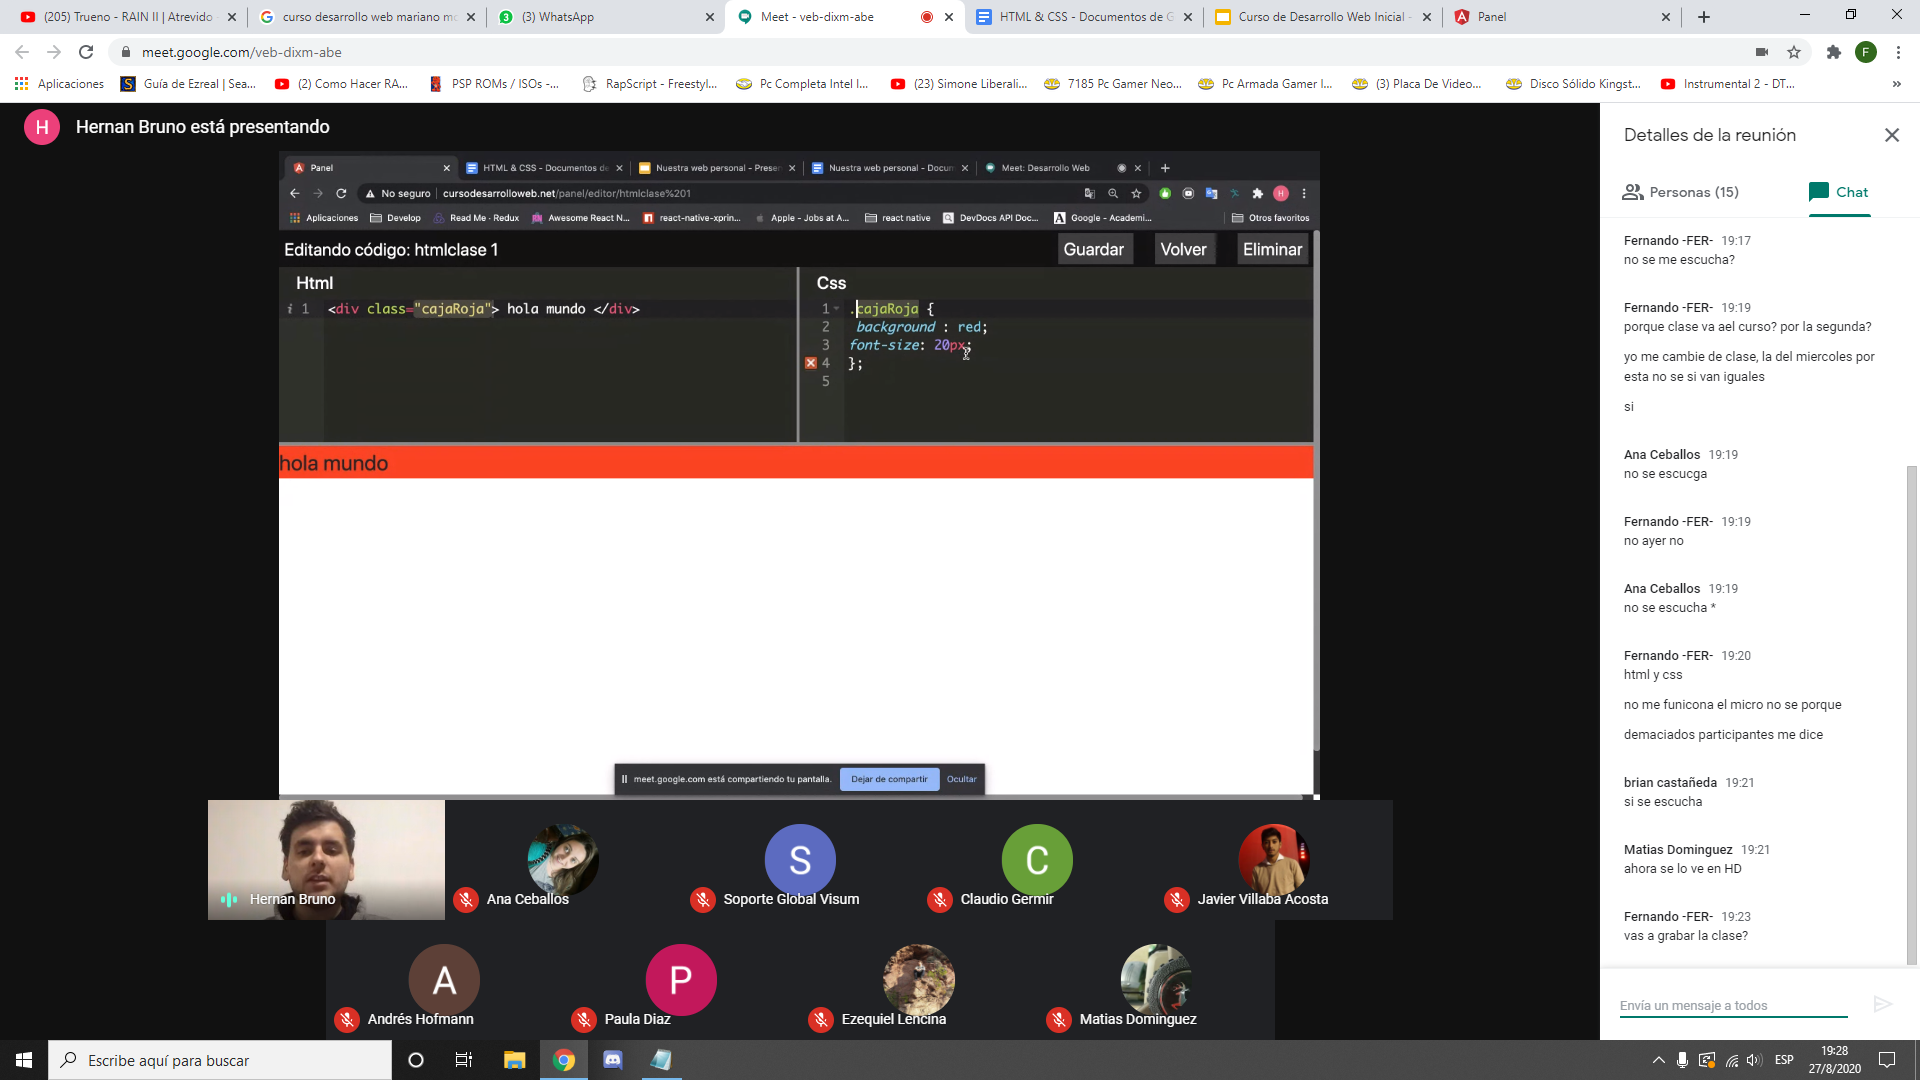 (205) Trueno - RAIN II | Atrevido -
curso desarrollo web mariano mo
(3) WhatsApp
Meet - veb-dixm-abe
HTML & CSS - Documentos de G
Curso de Desarrollo Web Inicial -
Panel
meet.google.com/veb-dixm-abe
F
Aplicaciones
Guía de Ezreal | Sea...
(2) Como Hacer RA...
PSP ROMs / ISOs -...
RapScript - Freestyl...
Pc Completa Intel I...
(23) Simone Liberali...
7185 Pc Gamer Neo...
Pc Armada Gamer I...
(3) Placa De Video...
Disco Sólido Kingst...
Instrumental 2 - DT...
H
Hernan Bruno está presentando
Panel
HTML & CSS - Documentos de
Nuestra web personal - Presen
Nuestra web personal - Docum
Meet: Desarrollo Web
No seguro
cursodesarrolloweb.net/panel/editor/htmlclase%201
H
Aplicaciones
Develop
Read Me · Redux
Awesome React N...
react-native-xprin...
Apple - Jobs at A...
react native
DevDocs API Doc...
Google - Academi...
Otros favoritos
Editando código: htmlclase 1
Guardar
Volver
Eliminar
Html
i 1 <div class="cajaRoja"> hola mundo </div>
Css
1 .cajaRoja {
2 background : red;
3 font-size: 20px;
4 };
5
hola mundo
meet.google.com está compartiendo tu pantalla.
Dejar de compartir
Ocultar
Hernan Bruno
Ana Ceballos
S
Soporte Global Visum
C
Claudio Germir
Javier Villaba Acosta
A
Andrés Hofmann
P
Paula Diaz
Ezequiel Lencina
Matias Dominguez
Detalles de la reunión
Personas (15)
Chat
Fernando -FER- 19:17
no se me escucha?
Fernando -FER- 19:19
porque clase va ael curso? por la segunda?
yo me cambie de clase, la del miercoles por
esta no se si van iguales
si
Ana Ceballos 19:19
no se escucga
Fernando -FER- 19:19
no ayer no
Ana Ceballos 19:19
no se escucha *
Fernando -FER- 19:20
html y css
no me funicona el micro no se porque
demaciados participantes me dice
brian castañeda 19:21
si se escucha
Matias Dominguez 19:21
ahora se lo ve en HD
Fernando -FER- 19:23
vas a grabar la clase?
Envía un mensaje a todos
Escribe aquí para buscar
ESP
19:28
27/8/2020